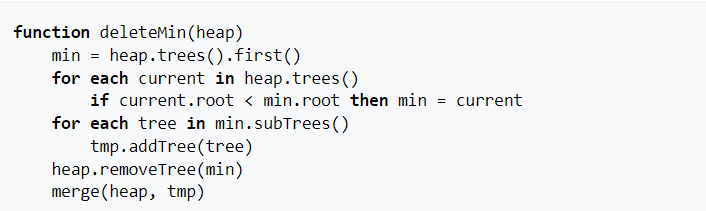 function deleteMin(heap)
    min = heap.trees().first()
    for each current in heap.trees()
        if current.root < min.root then min = current
    for each tree in min.subTrees()
        tmp.addTree(tree)
    heap.removeTree(min)
    merge(heap, tmp)